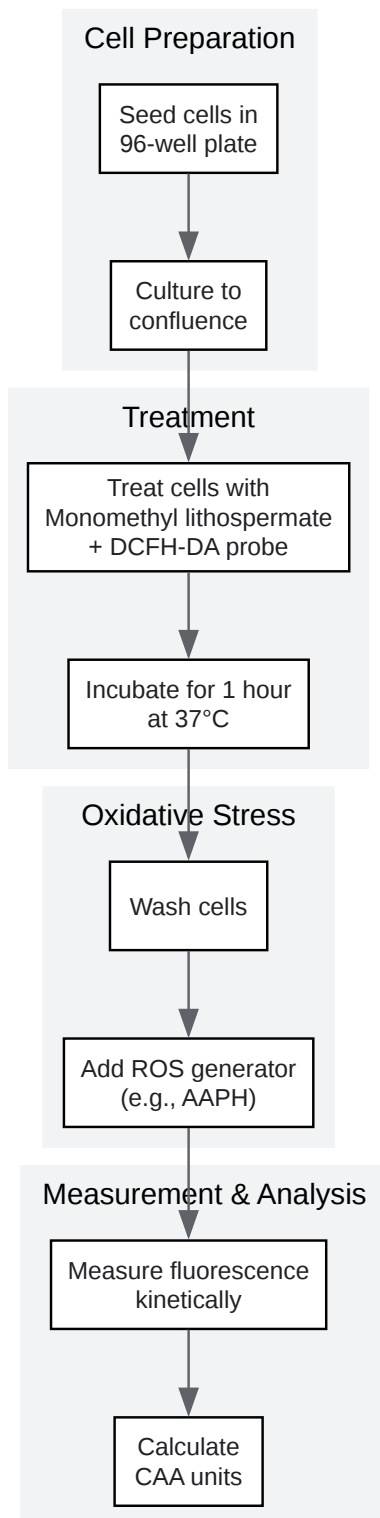 Cell Preparation
Seed cells in
96-well plate
Culture to
confluence
Treatment
Treat cells with
Monomethyl lithospermate
+ DCFH-DA probe
Incubate for 1 hour
at 37°C
Oxidative Stress
Wash cells
Add ROS generator
(e.g., AAPH)
Measurement & Analysis
Measure fluorescence
kinetically
Calculate
CAA units